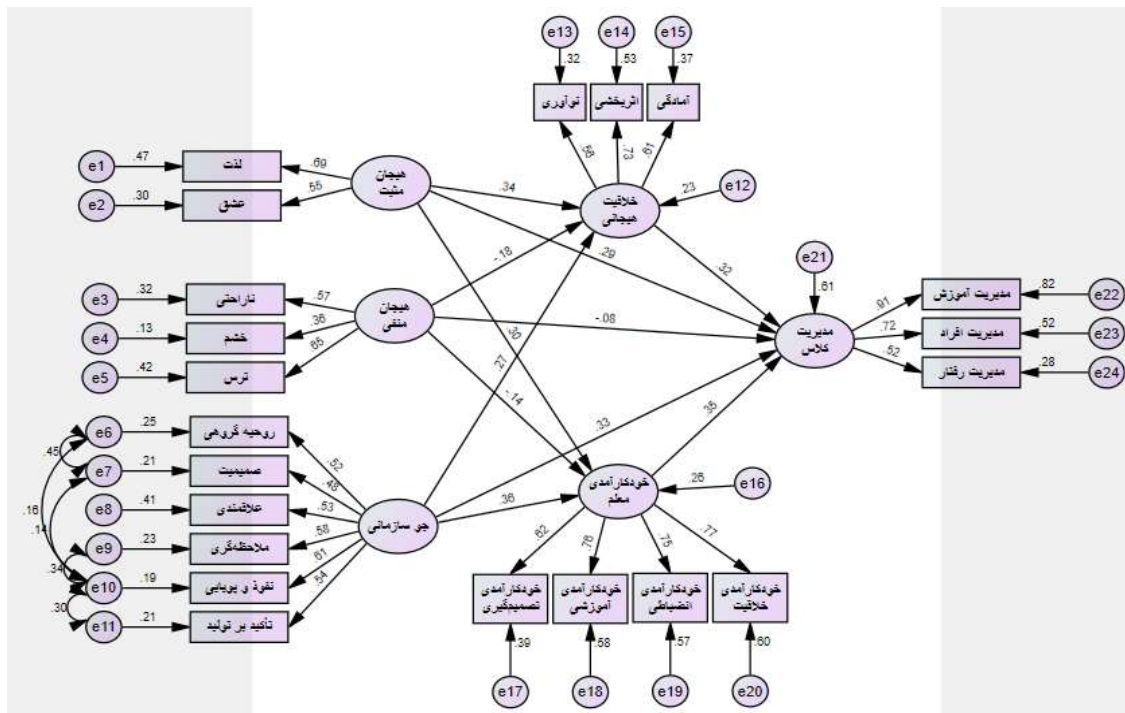 e13
e14
e15
.32
.53
.37
نوآوری
اثربخشی
آمادگی
.58
.73
.61
e1
.47
لذت
.69
e2
.30
عشق
.55
هیجان
مثبت
.34
خلاقیت
هیجانی
.23
e12
-.18
.29
.32
e21
.61
e3
.32
ناراحتی
.57
e4
.13
خشم
.36
e5
.42
ترس
.65
هیجان
منفی
-.08
.30
.27
-.14
مدیریت
کلاس
.91
مدیریت آموزش
.82
e22
.72
مدیریت افراد
.52
e23
.52
مدیریت رفتار
.28
e24
.33
.35
e6
.25
روحیه گروهی
.52
.45
e7
.21
صمیمیت
.48
e8
.41
علاقمندی
.53
.16
.14
e9
.23
ملاحظه‌گری
.58
.34
e10
.19
نفوذ و پویایی
.61
.30
e11
.21
تأکید بر تولید
.54
جو سازمانی
.36
خودکارآمدی
معلم
.26
e16
.62
.76
.75
.77
خودکارآمدی
تصمیم‌گیری
خودکارآمدی
آموزشی
خودکارآمدی
انضباطی
خودکارآمدی
خلاقیت
.39
.58
.57
.60
e17
e18
e19
e20